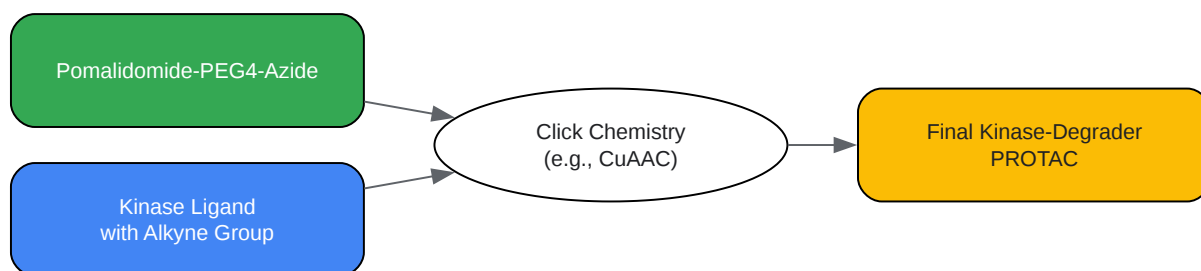 Pomalidomide-PEG4-Azide
Kinase Ligand
with Alkyne Group
Click Chemistry
(e.g., CuAAC)
Final Kinase-Degrader
PROTAC